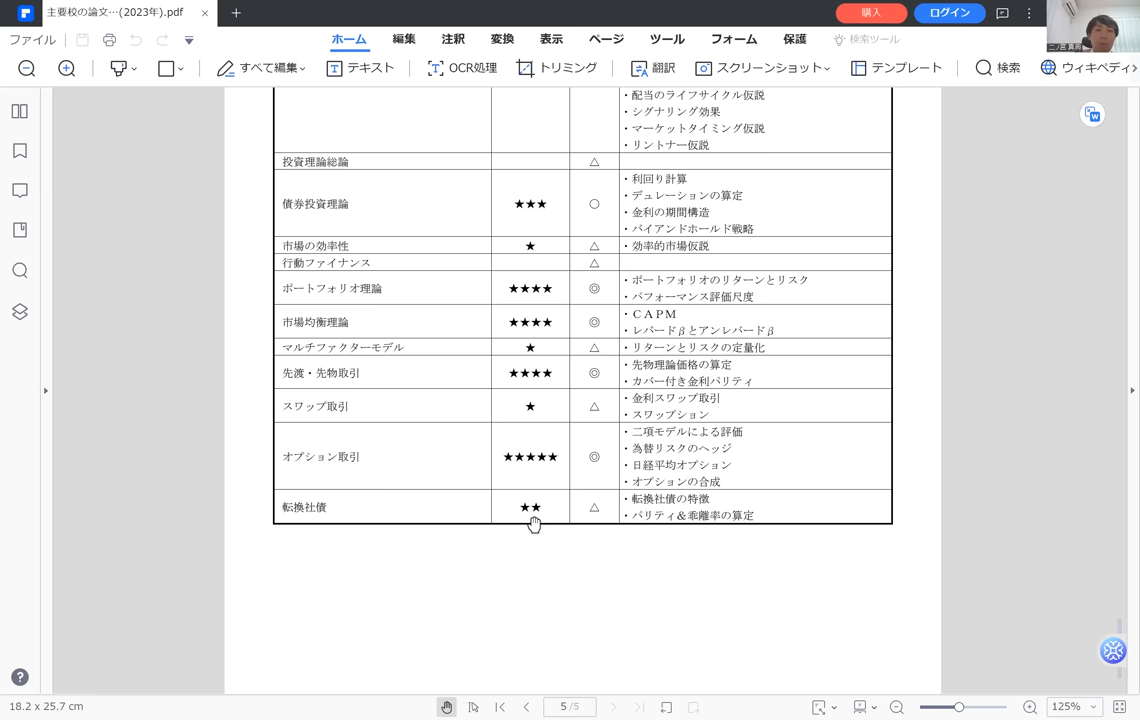 主要校の論文…(2023年).pdf
購入
ログイン
ファイル
ホーム
編集
注釈
変換
表示
ページ
ツール
フォーム
保護
検索ツール
すべて編集
テキスト
OCR処理
トリミング
翻訳
スクリーンショット
テンプレート
検索
ウィキペディ
・配当のライフサイクル仮説
・シグナリング効果
・マーケットタイミング仮説
・リントナー仮説
投資理論総論 △
債券投資理論 ★★★ ○
・利回り計算
・デュレーションの算定
・金利の期間構造
・バイアンドホールド戦略
市場の効率性 ★ △ ・効率的市場仮説
行動ファイナンス △
ポートフォリオ理論 ★★★★ ◎
・ポートフォリオのリターンとリスク
・パフォーマンス評価尺度
市場均衡理論 ★★★★ ◎
・ＣＡＰＭ
・レバードβとアンレバードβ
マルチファクターモデル ★ △ ・リターンとリスクの定量化
先渡・先物取引 ★★★★ ◎
・先物理論価格の算定
・カバー付き金利パリティ
スワップ取引 ★ △
・金利スワップ取引
・スワップション
オプション取引 ★★★★★ ◎
・二項モデルによる評価
・為替リスクのヘッジ
・日経平均オプション
・オプションの合成
転換社債 ★★ △
・転換社債の特徴
・パリティ＆乖離率の算定
18.2 x 25.7 cm
5 /5
125%